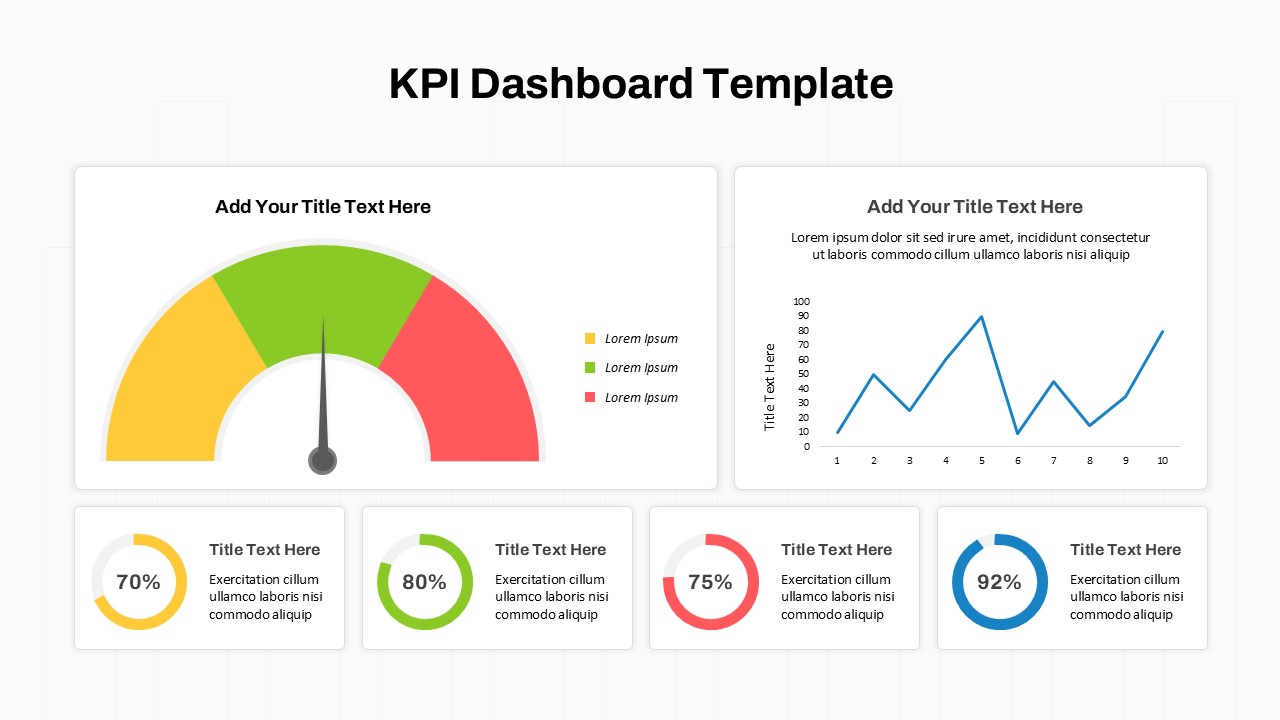 KPI Dashboard Template
Add Your Title Text Here
Lorem Ipsum
Lorem Ipsum
Lorem Ipsum
Add Your Title Text Here
Lorem ipsum dolor sit sed irure amet, incididunt consectetur
ut laboris commodo cillum ullamco laboris nisi aliquip
Title Text Here
100
90
80
70
60
50
40
30
20
10
0
1 2 3 4 5 6 7 8 9 10
70%
Title Text Here
Exercitation cillum
ullamco laboris nisi
commodo aliquip
80%
Title Text Here
Exercitation cillum
ullamco laboris nisi
commodo aliquip
75%
Title Text Here
Exercitation cillum
ullamco laboris nisi
commodo aliquip
92%
Title Text Here
Exercitation cillum
ullamco laboris nisi
commodo aliquip